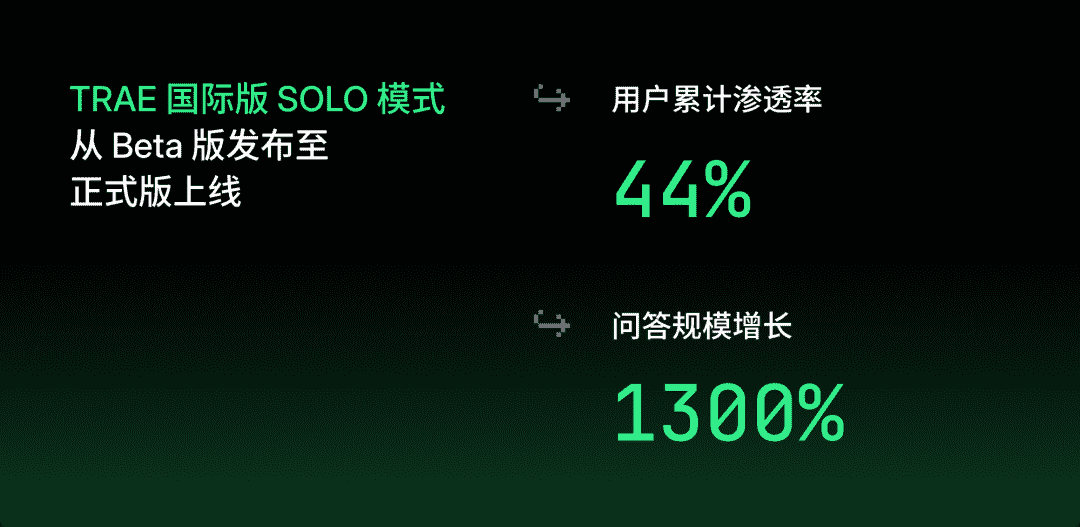 TRAE 国际版 SOLO 模式
从 Beta 版发布至
正式版上线
用户累计渗透率
44%
问答规模增长
1300%